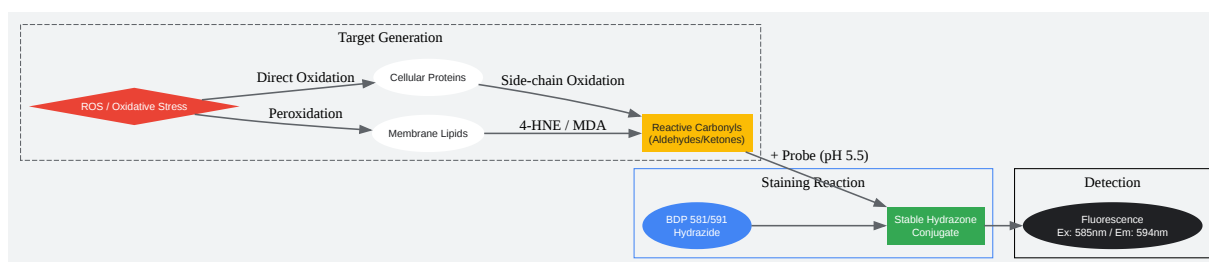 Target Generation
ROS / Oxidative Stress
Direct Oxidation
Peroxidation
Cellular Proteins
Membrane Lipids
Side-chain Oxidation
4-HNE / MDA
Reactive Carbonyls
(Aldehydes/Ketones)
+ Probe (pH 5.5)
Staining Reaction
BDP 581/591
Hydrazide
Stable Hydrazone
Conjugate
Detection
Fluorescence
Ex: 585nm / Em: 594nm